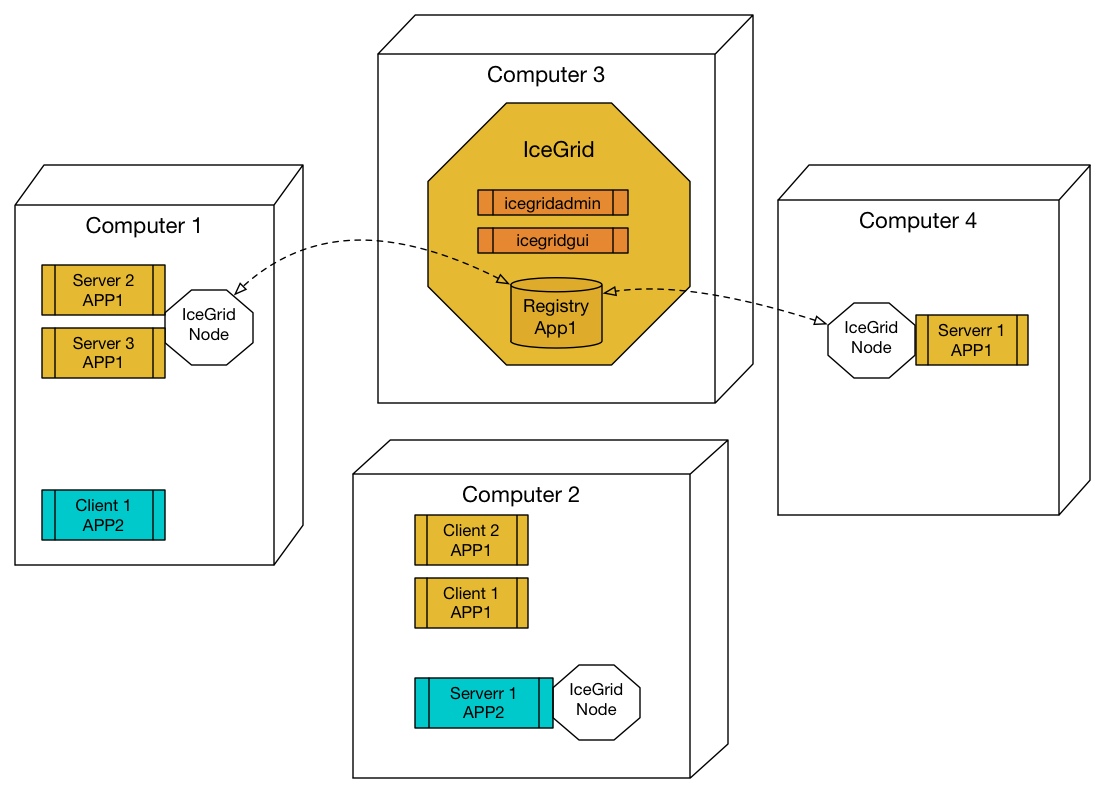 Computer 3
IceGrid
icegridadmin
icegridgui
Registry
App1
Computer 1
Server 2
APP1
Server 3
APP1
IceGrid
Node
Client 1
APP2
Computer 4
IceGrid
Node
Serverr 1
APP1
Computer 2
Client 2
APP1
Client 1
APP1
Serverr 1
APP2
IceGrid
Node